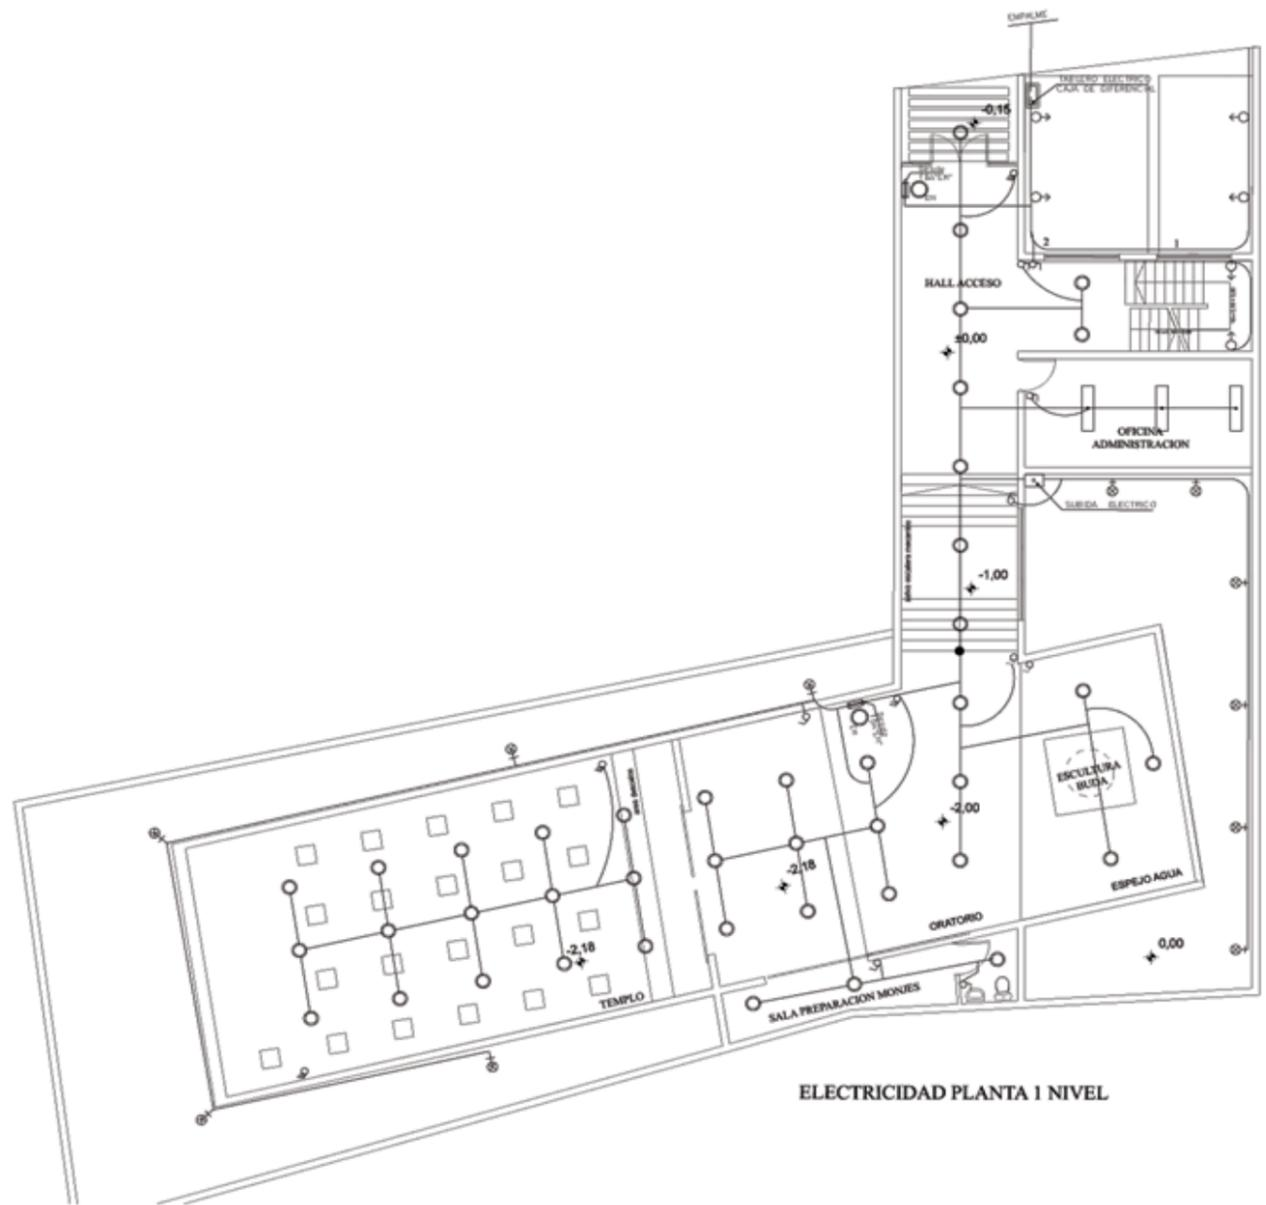 EMPALME
TABLERO ELECTRICO
CAJA DE DIFERENCIAL
-0,15
2
1
HALL ACCESO
±0,00
OFICINA
ADMINISTRACION
SUBIDA ELECTRICO
-1,00
ESCULTURA
BUDA
-2,00
-2,18
ESPEJO AGUA
ORATORIO
0,00
-2,18
TEMPLO
SALA PREPARACION MONJES
ELECTRICIDAD PLANTA 1 NIVEL